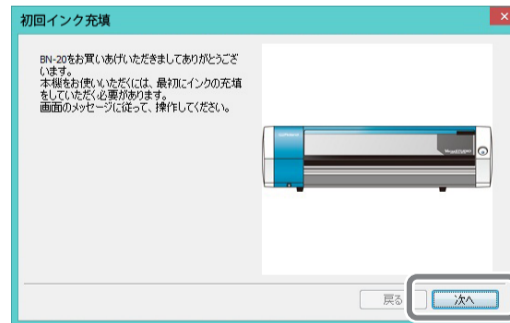 初回インク充填
BN-20をお買いあげいただきましてありがとうござ
います。
本機をお使いいただくには、最初にインクの充填
をしていただく必要があります。
画面のメッセージに従って、操作してください。
戻る
次へ